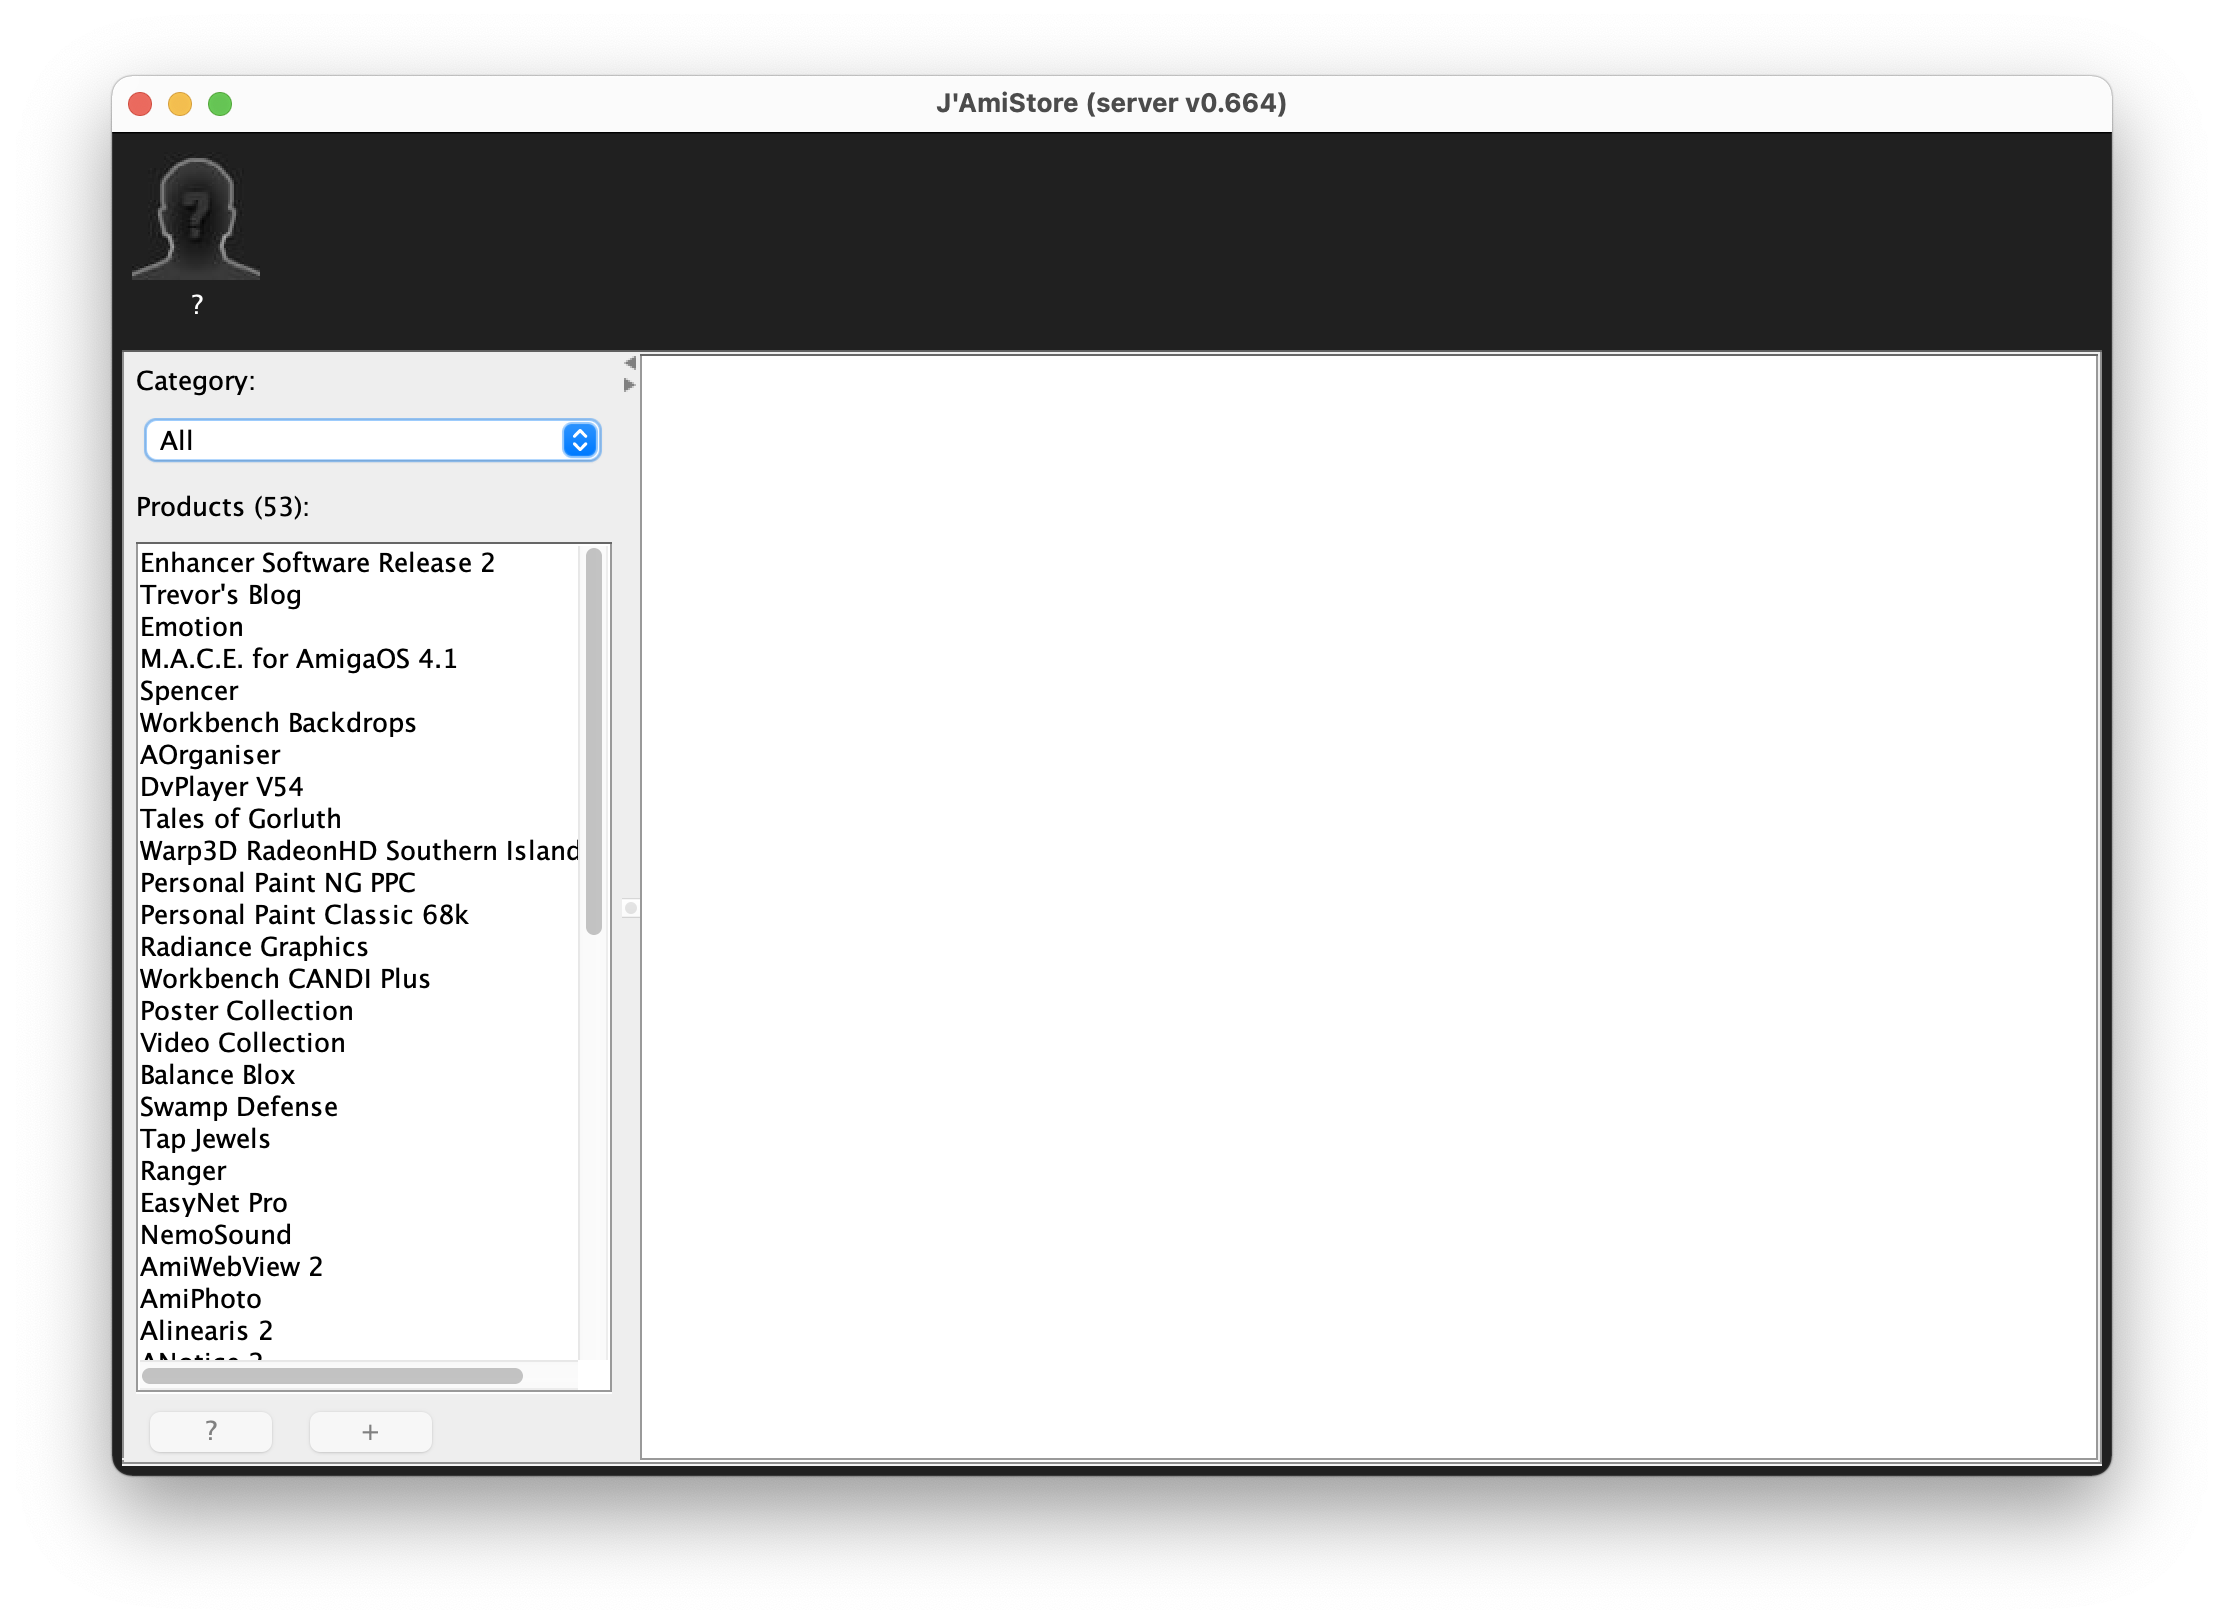 J'AmiStore (server v0.664)
?
?
Category:
All
Products (53):
Enhancer Software Release 2
Trevor's Blog
Emotion
M.A.C.E. for AmigaOS 4.1
Spencer
Workbench Backdrops
AOrganiser
DvPlayer V54
Tales of Gorluth
Warp3D RadeonHD Southern Island
Personal Paint NG PPC
Personal Paint Classic 68k
Radiance Graphics
Workbench CANDI Plus
Poster Collection
Video Collection
Balance Blox
Swamp Defense
Tap Jewels
Ranger
EasyNet Pro
NemoSound
AmiWebView 2
AmiPhoto
Alinearis 2
? +